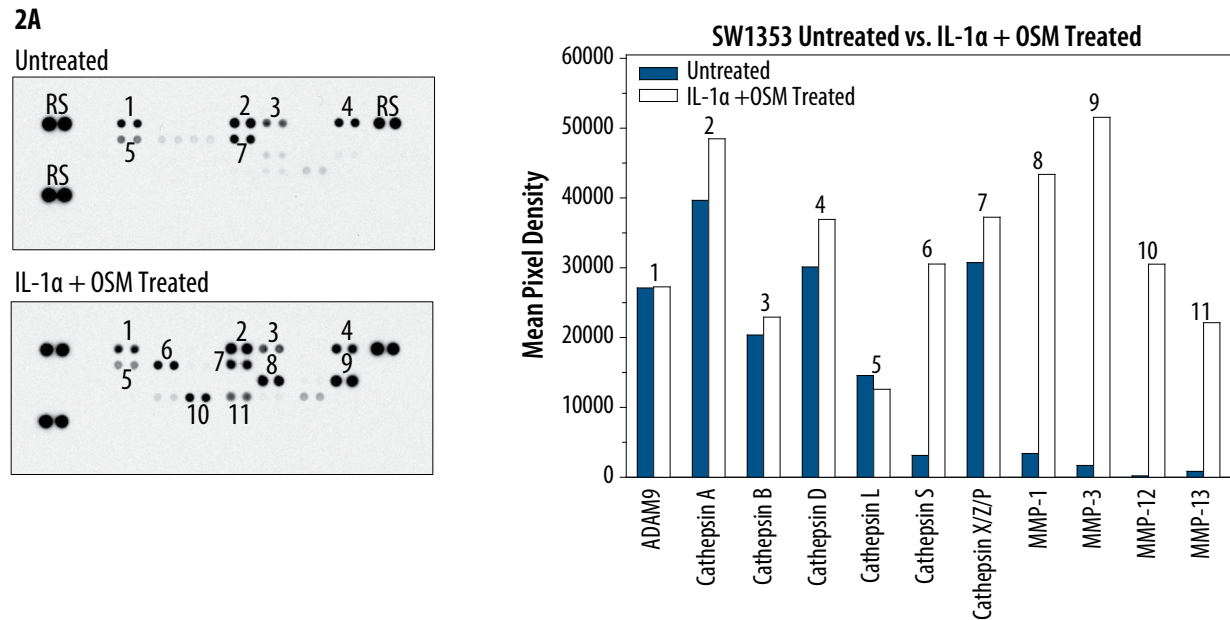 2A
Untreated
RS
1
2
3
4
RS
5
7
RS
IL-1α + OSM Treated
1
2
3
4
6
7
8
9
5
10
11
SW1353 Untreated vs. IL-1α + OSM Treated
Untreated
IL-1α +OSM Treated
Mean Pixel Density
60000
50000
40000
30000
20000
10000
0
1
2
3
4
5
6
7
8
9
10
11
ADAM9
Cathepsin A
Cathepsin B
Cathepsin D
Cathepsin L
Cathepsin S
Cathepsin X/Z/P
MMP-1
MMP-3
MMP-12
MMP-13